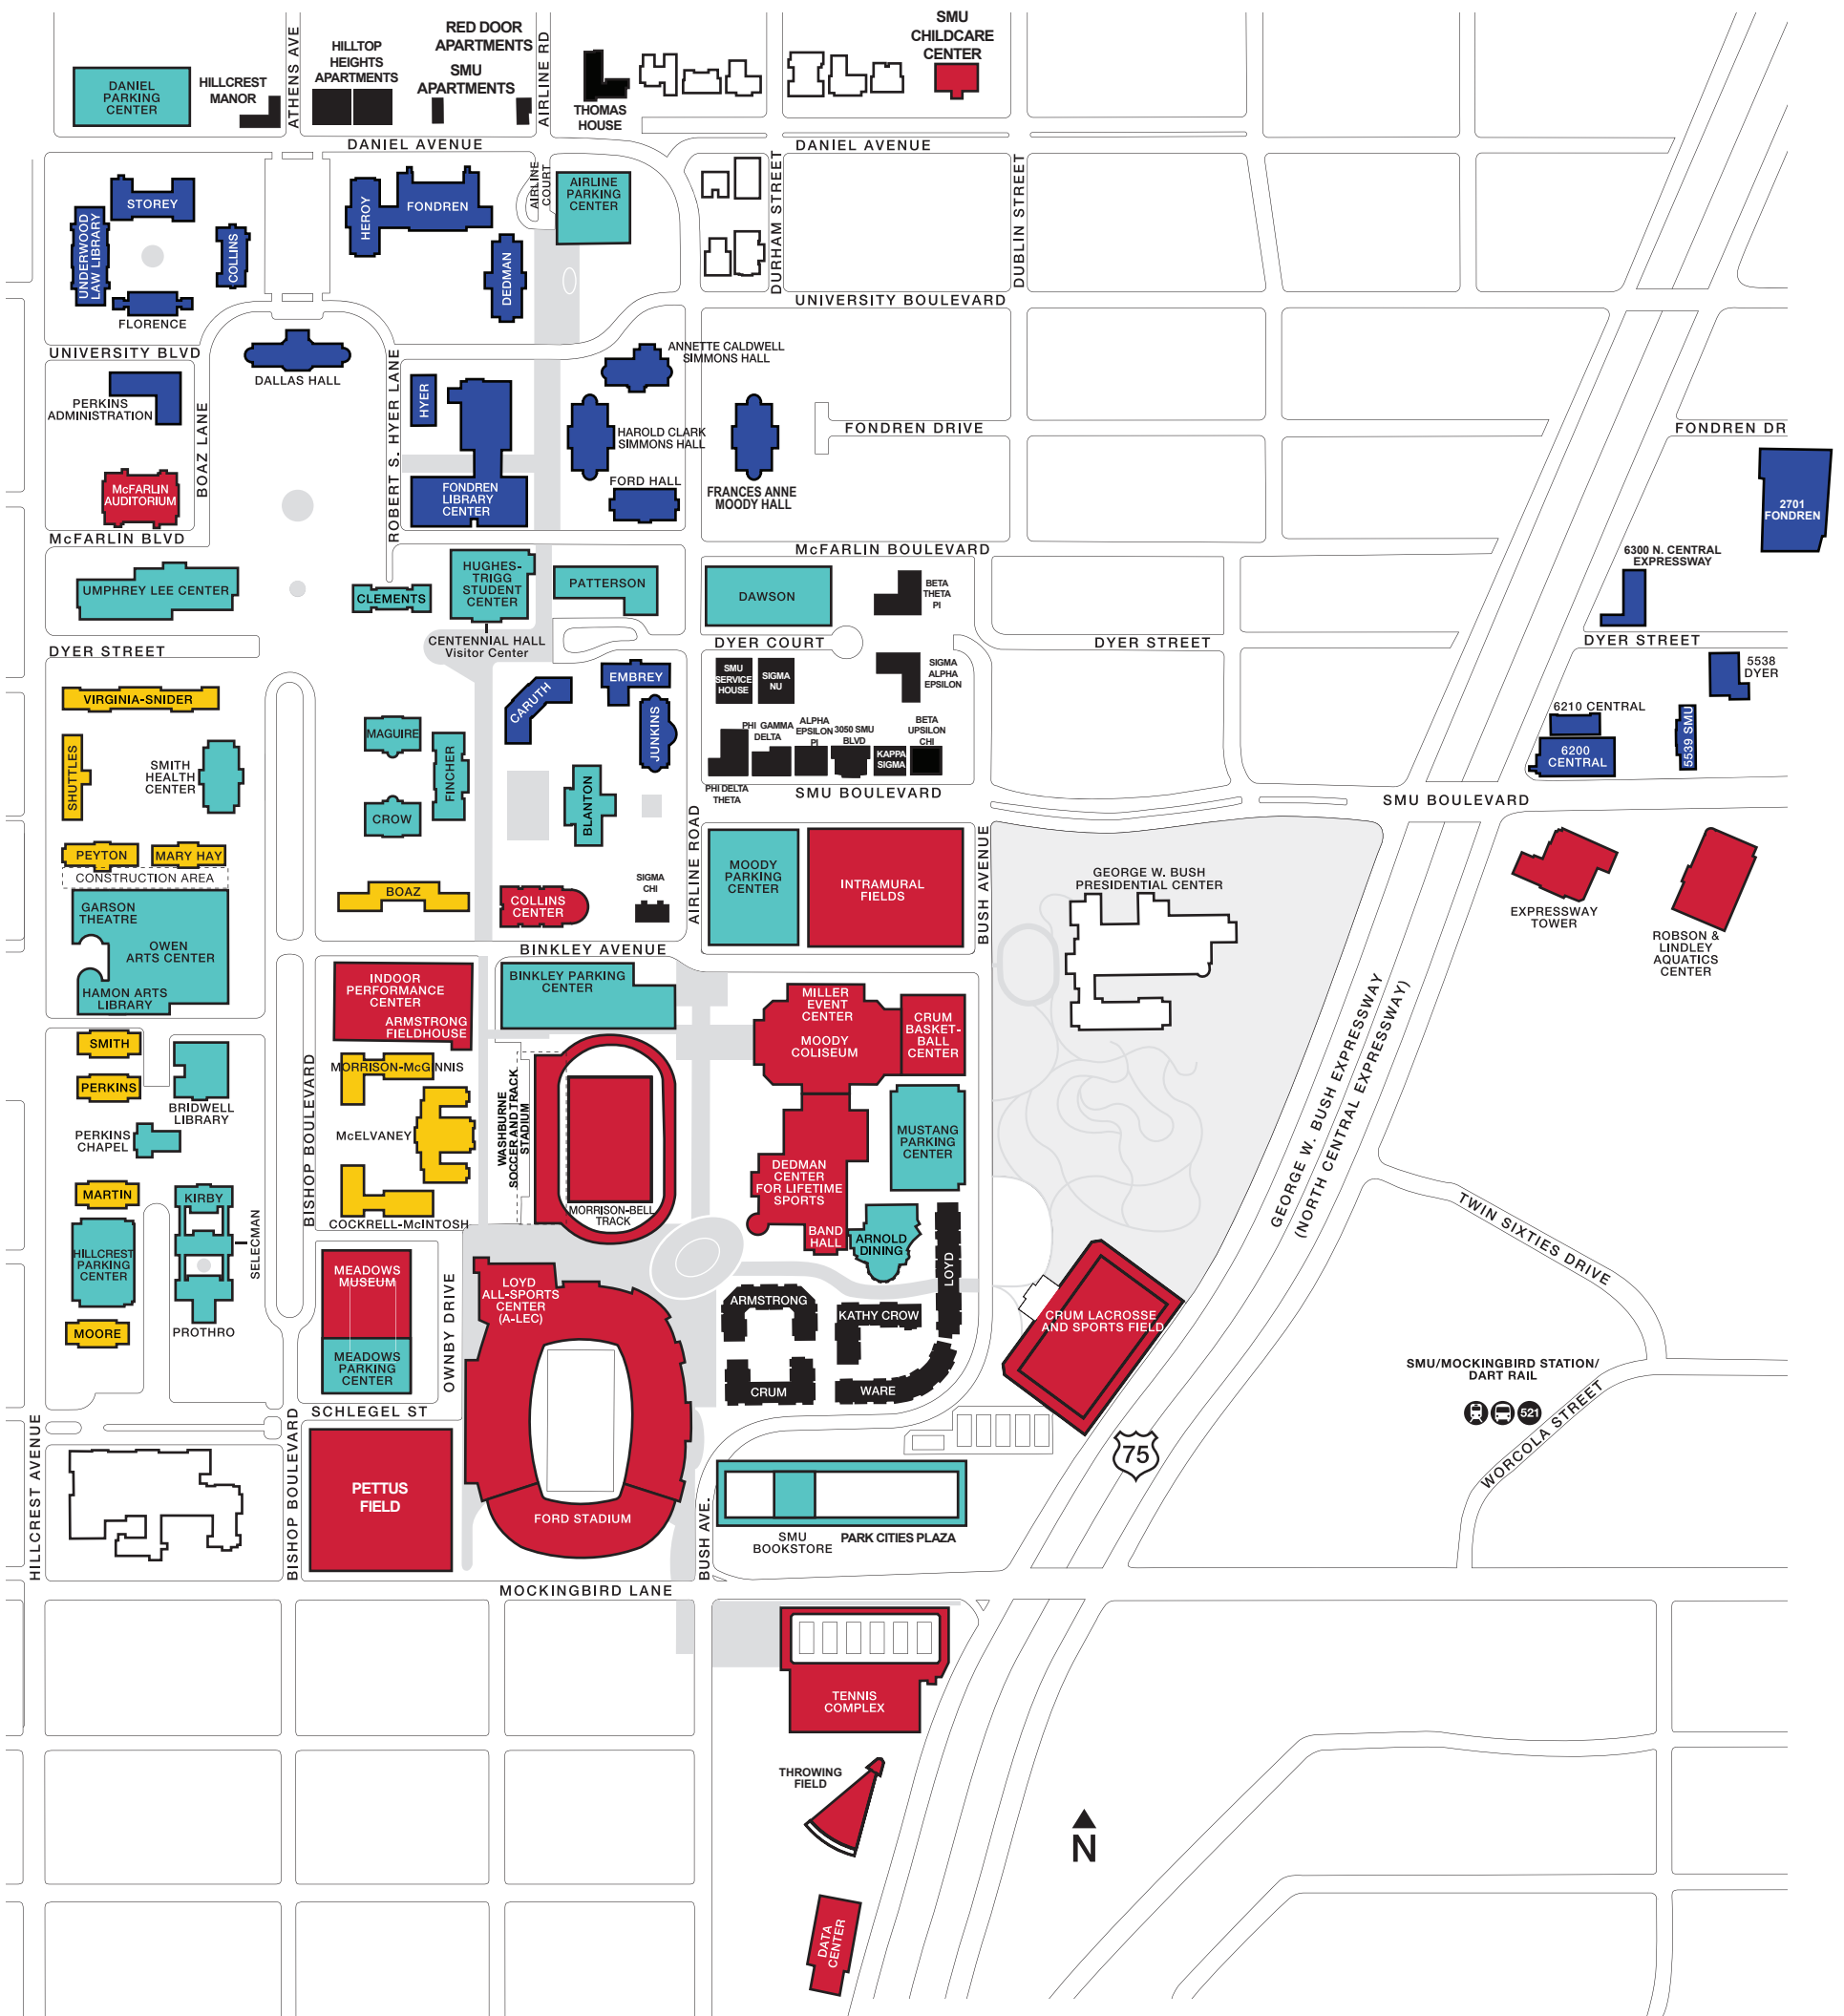 SMU
CHILDCARE
CENTER
RED DOOR
APARTMENTS
HILLTOP
HEIGHTS
APARTMENTS
SMU
APARTMENTS
ATHENS AVE
AIRLINE RD
DANIEL
PARKING
CENTER
HILLCREST
MANOR
THOMAS
HOUSE
DANIEL AVENUE
DANIEL AVENUE
STOREY
UNDERWOOD
LAW LIBRARY
COLLINS
FLORENCE
HEROY
FONDREN
DEDMAN
AIRLINE
COURT
AIRLINE
PARKING
CENTER
DURHAM STREET
DUBLIN STREET
UNIVERSITY BOULEVARD
UNIVERSITY BLVD
DALLAS HALL
PERKINS
ADMINISTRATION
BOAZ LANE
ROBERT S. HYER LANE
HYER
ANNETTE CALDWELL
SIMMONS HALL
HAROLD CLARK
SIMMONS HALL
FONDREN DRIVE
FONDREN DR
McFARLIN
AUDITORIUM
FONDREN
LIBRARY
CENTER
FORD HALL
FRANCES ANNE
MOODY HALL
2701
FONDREN
McFARLIN BLVD
McFARLIN BOULEVARD
6300 N. CENTRAL
EXPRESSWAY
UMPHREY LEE CENTER
CLEMENTS
HUGHES-
TRIGG
STUDENT
CENTER
PATTERSON
DAWSON
BETA
THETA
PI
CENTENNIAL HALL
Visitor Center
DYER STREET
DYER COURT
DYER STREET
DYER STREET
VIRGINIA-SNIDER
SHUTTLES
SMITH
HEALTH
CENTER
MAGUIRE
FINCHER
CROW
CARUTH
EMBREY
JUNKINS
BLANTON
SMU
SERVICE
HOUSE
SIGMA
NU
SIGMA
ALPHA
EPSILON
5538
DYER
6210 CENTRAL
6200
CENTRAL
5539 SMU
PHI GAMMA
DELTA
ALPHA
EPSILON
PI
3050 SMU
BLVD
KAPPA
SIGMA
BETA
UPSILON
CHI
PHI DELTA
THETA
SMU BOULEVARD
SMU BOULEVARD
PEYTON
MARY HAY
CONSTRUCTION AREA
BOAZ
COLLINS
CENTER
SIGMA
CHI
AIRLINE ROAD
MOODY
PARKING
CENTER
INTRAMURAL
FIELDS
BUSH AVENUE
GEORGE W. BUSH
PRESIDENTIAL CENTER
EXPRESSWAY
TOWER
ROBSON &
LINDLEY
AQUATICS
CENTER
GARSON
THEATRE
OWEN
ARTS CENTER
HAMON ARTS
LIBRARY
BINKLEY AVENUE
INDOOR
PERFORMANCE
CENTER
ARMSTRONG
FIELDHOUSE
BINKLEY PARKING
CENTER
MILLER
EVENT
CENTER
MOODY
COLISEUM
CRUM
BASKET-
BALL
CENTER
GEORGE W. BUSH EXPRESSWAY
(NORTH CENTRAL EXPRESSWAY)
SMITH
PERKINS
BRIDWELL
LIBRARY
PERKINS
CHAPEL
BISHOP BOULEVARD
MORRISON-McGINNIS
McELVANEY
COCKRELL-McINTOSH
WASHBURNE
SOCCER AND TRACK
STADIUM
MORRISON-BELL
TRACK
MUSTANG
PARKING
CENTER
DEDMAN
CENTER
FOR LIFETIME
SPORTS
BAND
HALL
ARNOLD
DINING
MARTIN
KIRBY
HILLCREST
PARKING
CENTER
SELECMAN
MOORE
PROTHRO
MEADOWS
MUSEUM
MEADOWS
PARKING
CENTER
OWNBY DRIVE
LOYD
ALL-SPORTS
CENTER
(A-LEC)
ARMSTRONG
KATHY CROW
LOYD
CRUM
WARE
CRUM LACROSSE
AND SPORTS FIELD
TWIN SIXTIES DRIVE
SMU/MOCKINGBIRD STATION/
DART RAIL
521
WORCOLA STREET
75
SCHLEGEL ST
HILLCREST AVENUE
BISHOP BOULEVARD
PETTUS
FIELD
FORD STADIUM
BUSH AVE.
SMU
BOOKSTORE
PARK CITIES PLAZA
MOCKINGBIRD LANE
TENNIS
COMPLEX
THROWING
FIELD
N
DATA
CENTER